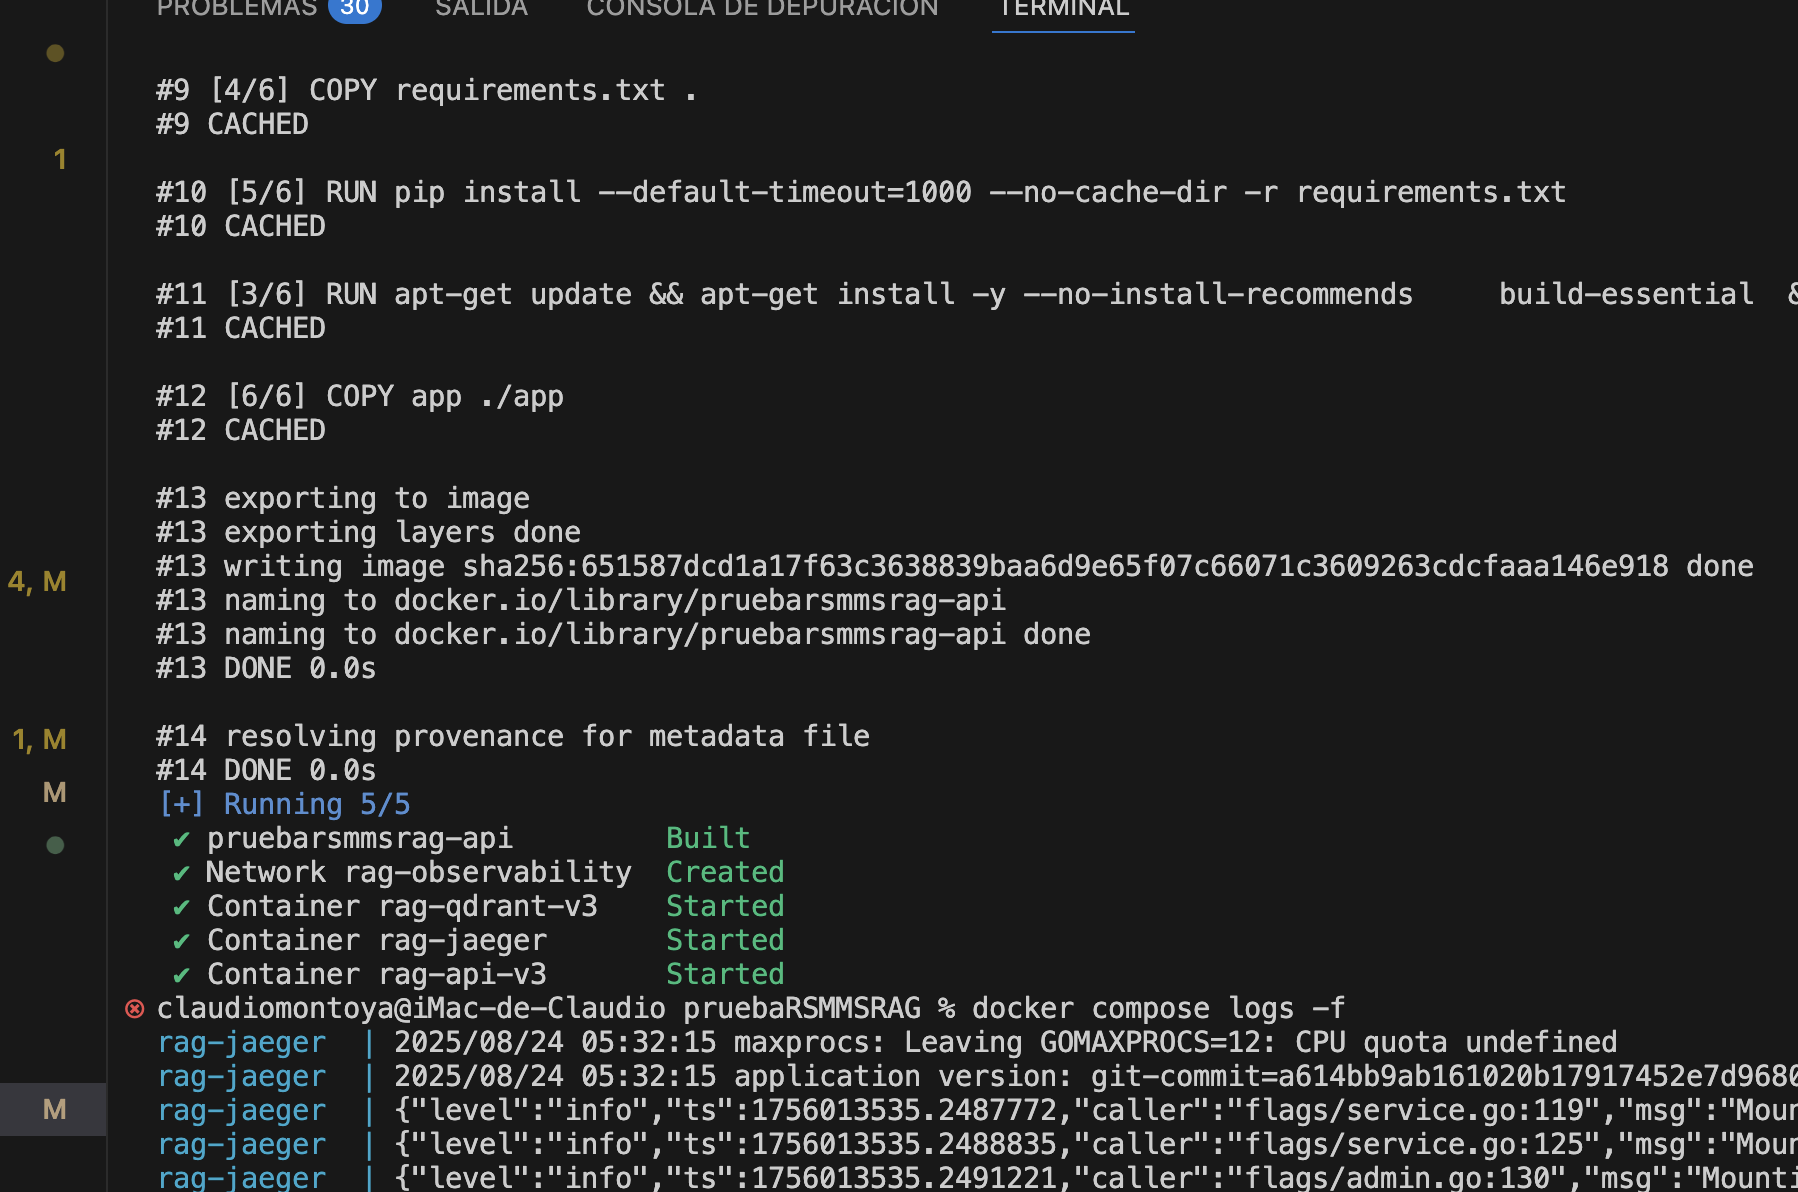 PROBLEMAS 30 SALIDA CONSOLA DE DEPURACIÓN TERMINAL
#9 [4/6] COPY requirements.txt .
#9 CACHED
1
#10 [5/6] RUN pip install --default-timeout=1000 --no-cache-dir -r requirements.txt
#10 CACHED
#11 [3/6] RUN apt-get update && apt-get install -y --no-install-recommends     build-essential  &
#11 CACHED
#12 [6/6] COPY app ./app
#12 CACHED
#13 exporting to image
#13 exporting layers done
#13 writing image sha256:651587dcd1a17f63c3638839baa6d9e65f07c66071c3609263cdcfaaa146e918 done
4, M
#13 naming to docker.io/library/pruebarsmmsrag-api
#13 naming to docker.io/library/pruebarsmmsrag-api done
#13 DONE 0.0s
1, M
#14 resolving provenance for metadata file
#14 DONE 0.0s
M
[+] Running 5/5
✔ pruebarsmmsrag-api         Built
✔ Network rag-observability  Created
✔ Container rag-qdrant-v3    Started
✔ Container rag-jaeger       Started
✔ Container rag-api-v3       Started
claudiomontoya@iMac-de-Claudio pruebaRSMMSRAG % docker compose logs -f
rag-jaeger  | 2025/08/24 05:32:15 maxprocs: Leaving GOMAXPROCS=12: CPU quota undefined
rag-jaeger  | 2025/08/24 05:32:15 application version: git-commit=a614bb9ab161020b17917452e7d9680
M
rag-jaeger  | {"level":"info","ts":1756013535.2487772,"caller":"flags/service.go:119","msg":"Moun
rag-jaeger  | {"level":"info","ts":1756013535.2488835,"caller":"flags/service.go:125","msg":"Moun
rag-jaeger  | {"level":"info","ts":1756013535.2491221,"caller":"flags/admin.go:130","msg":"Mounti